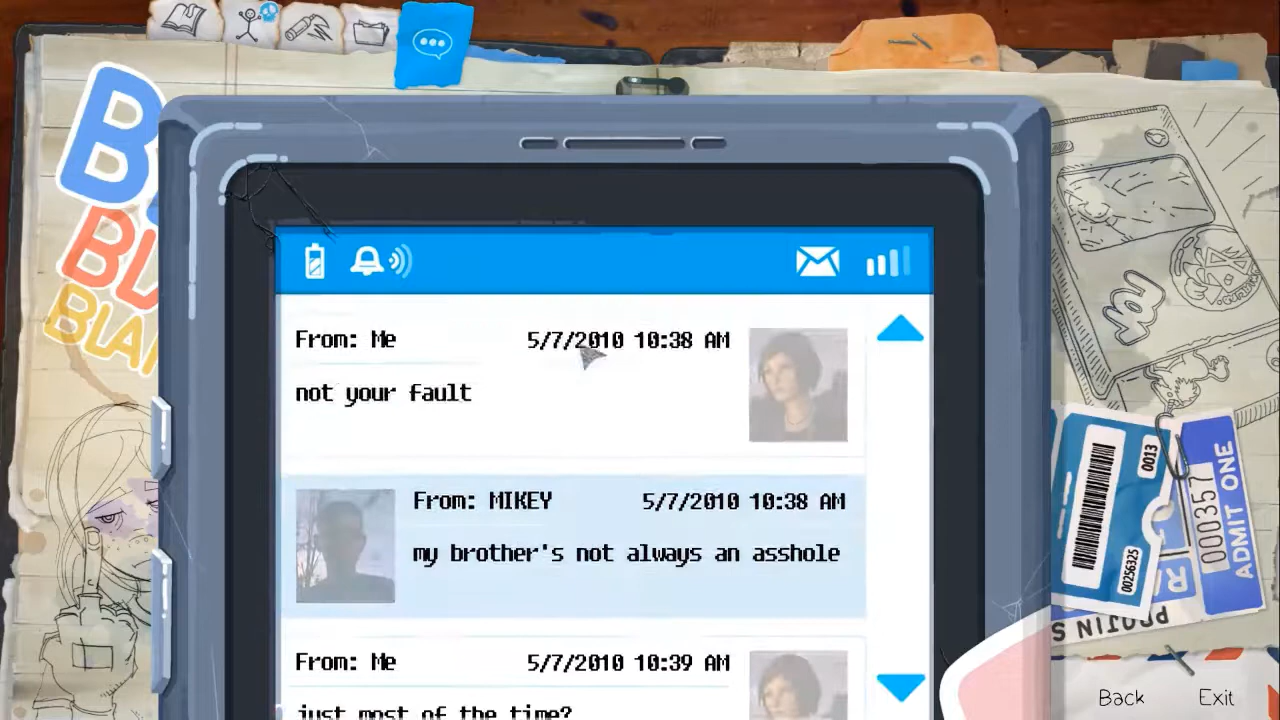 From: Me 5/7/2010 10:38 AM
not your fault
From: MIKEY 5/7/2010 10:38 AM
my brother's not always an asshole
From: Me 5/7/2010 10:39 AM
just most of the time?
0013
00256325
000357
ADMIT ONE
Back Exit